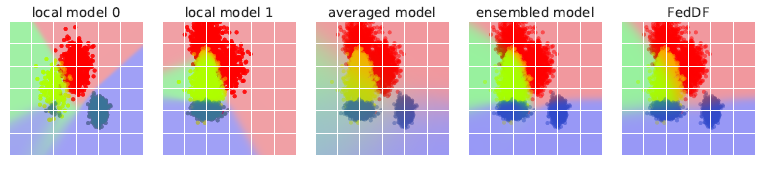 local model 0
local model 1
averaged model
ensembled model
FedDF